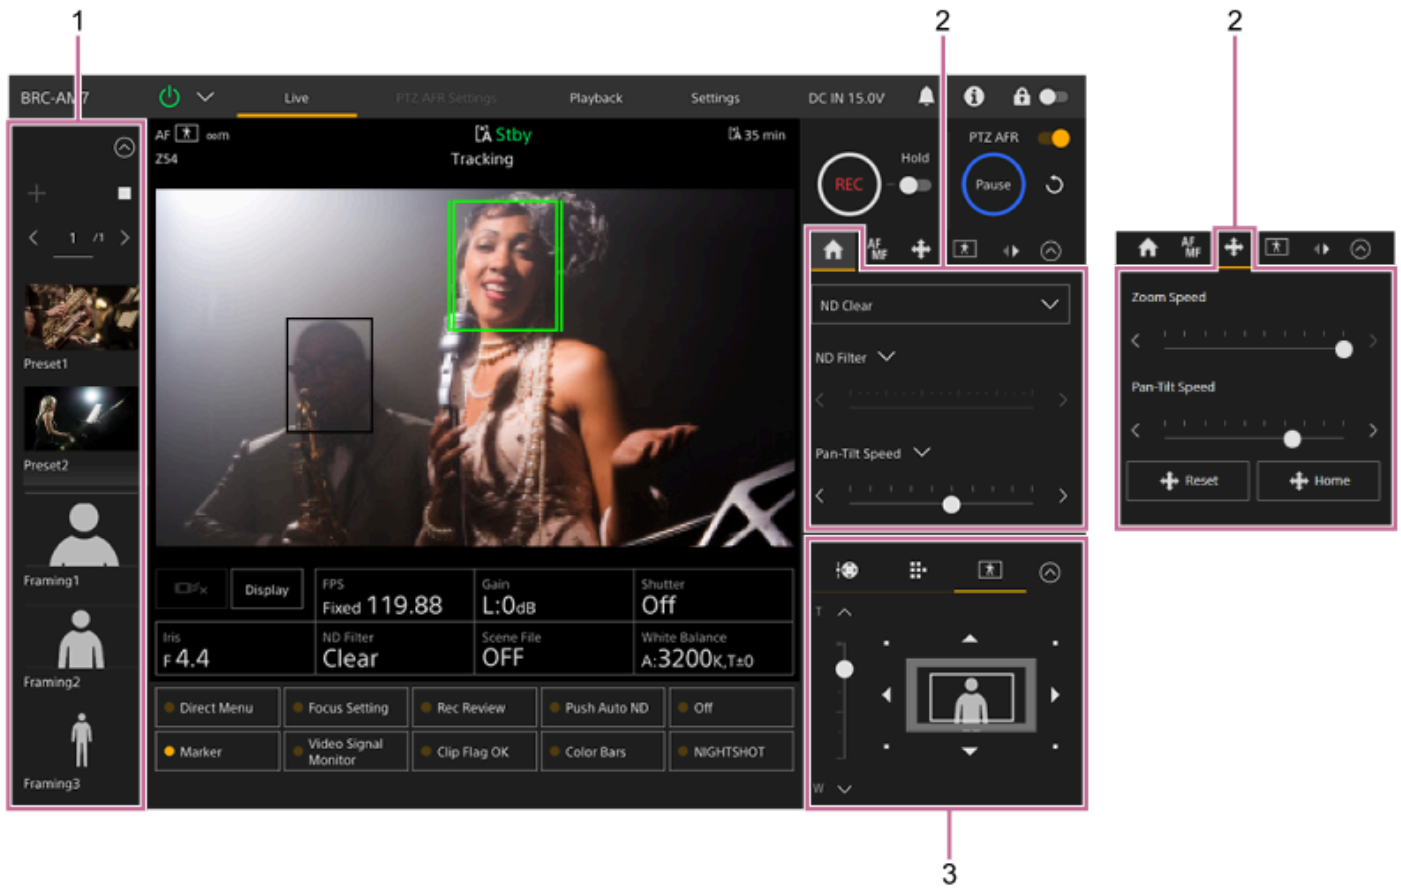 1
2
2
BRC-AM7
Live
PTZ AFR Settings
Playback
Settings
DC IN 15.0V
AF
∞m
Stby
35 min
Z54
Tracking
PTZ AFR
Hold
REC
Pause
1 /1
Preset1
Preset2
Framing1
Framing2
Framing3
AF
MF
ND Clear
ND Filter
Pan-Tilt Speed
AF
MF
Zoom Speed
Pan-Tilt Speed
Reset
Home
Display
FPS
Fixed 119.88
Gain
L:0dB
Shutter
Off
Iris
F4.4
ND Filter
Clear
Scene File
OFF
White Balance
A:3200K,T±0
Direct Menu
Focus Setting
Rec Review
Push Auto ND
Off
Marker
Video Signal
Monitor
Clip Flag OK
Color Bars
NIGHTSHOT
T
W
3